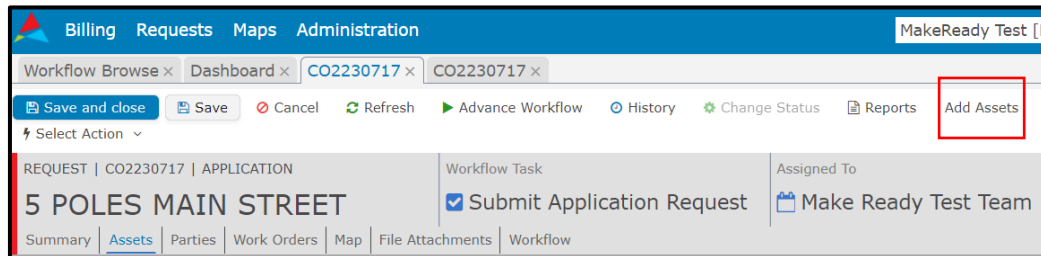 Billing Requests Maps Administration MakeReady Test [
Workflow Browse × Dashboard × CO2230717 × CO2230717 ×
Save and close Save Cancel Refresh Advance Workflow History Change Status Reports Add Assets
Select Action
REQUEST | CO2230717 | APPLICATION Workflow Task Assigned To
5 POLES MAIN STREET Submit Application Request Make Ready Test Team
Summary Assets Parties Work Orders Map File Attachments Workflow